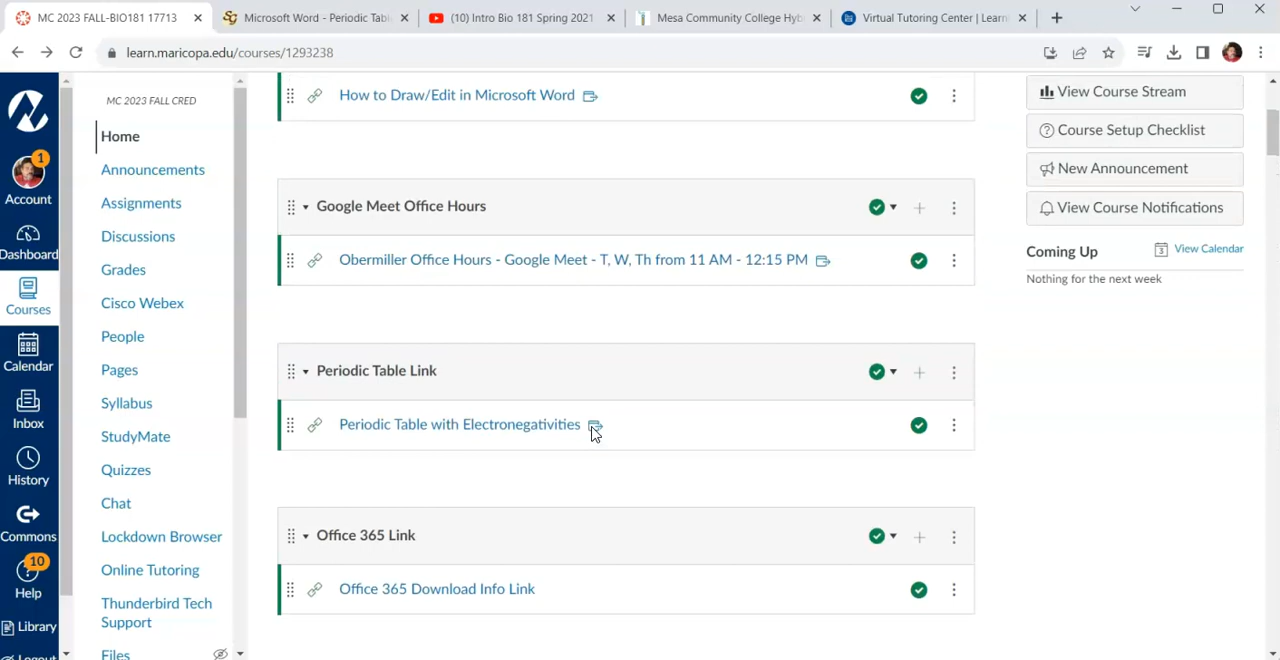 MC 2023 FALL-BIO181 17713
Microsoft Word - Periodic Tabl
(10) Intro Bio 181 Spring 2021
Mesa Community College Hyb
Virtual Tutoring Center | Learn
learn.maricopa.edu/courses/1293238
1
Account
Dashboard
Courses
Calendar
Inbox
History
Commons
10
Help
Library
Logout
MC 2023 FALL CRED
Home
Announcements
Assignments
Discussions
Grades
Cisco Webex
People
Pages
Syllabus
StudyMate
Quizzes
Chat
Lockdown Browser
Online Tutoring
Thunderbird Tech
Support
Files
How to Draw/Edit in Microsoft Word
Google Meet Office Hours
Obermiller Office Hours - Google Meet - T, W, Th from 11 AM - 12:15 PM
Periodic Table Link
Periodic Table with Electronegativities
Office 365 Link
Office 365 Download Info Link
View Course Stream
Course Setup Checklist
New Announcement
View Course Notifications
Coming Up
View Calendar
Nothing for the next week